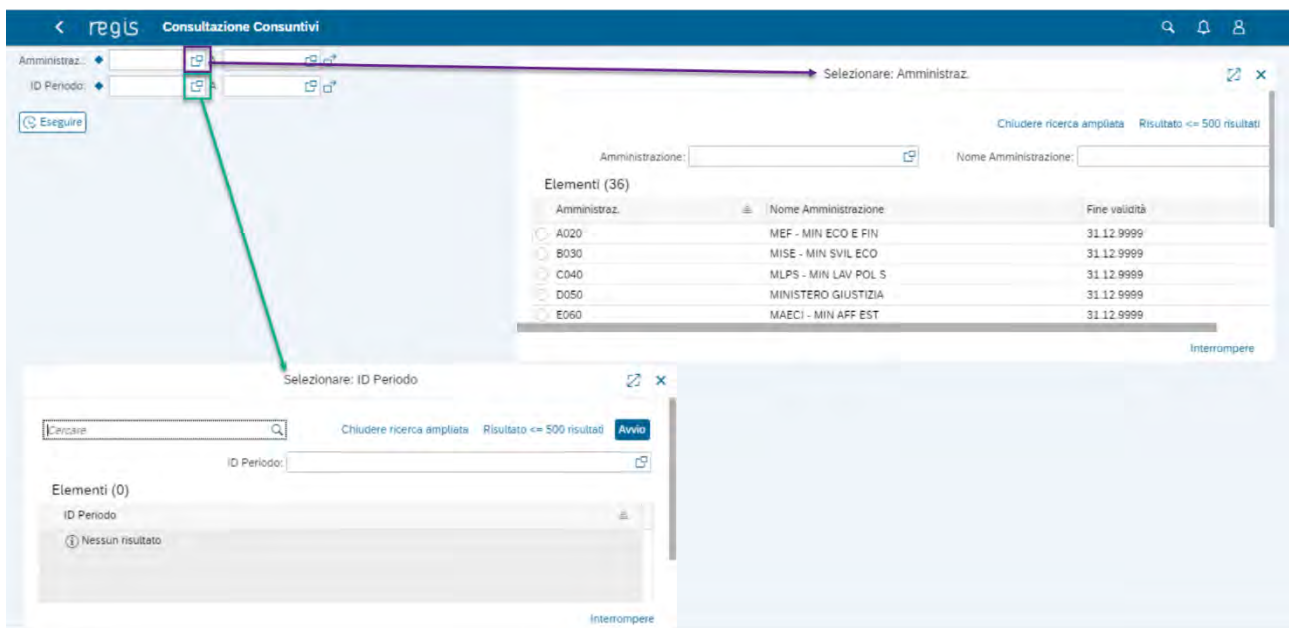 regis Consultazione Consuntivi
Amministraz.: A
ID Periodo: A
Eseguire
Selezionare: Amministraz.
Chiudere ricerca ampliata Risultato <= 500 risultati
Amministrazione: Nome Amministrazione:
Elementi (36)
Amministraz. Nome Amministrazione Fine validità
A020 MEF - MIN ECO E FIN 31.12.9999
B030 MISE - MIN SVIL ECO 31.12.9999
C040 MLPS - MIN LAV POL S 31.12.9999
D050 MINISTERO GIUSTIZIA 31.12.9999
E060 MAECI - MIN AFF EST 31.12.9999
Interrompere
Selezionare: ID Periodo
Cercare Chiudere ricerca ampliata Risultato <= 500 risultati Avvio
ID Periodo:
Elementi (0)
ID Periodo
Nessun risultato
Interrompere